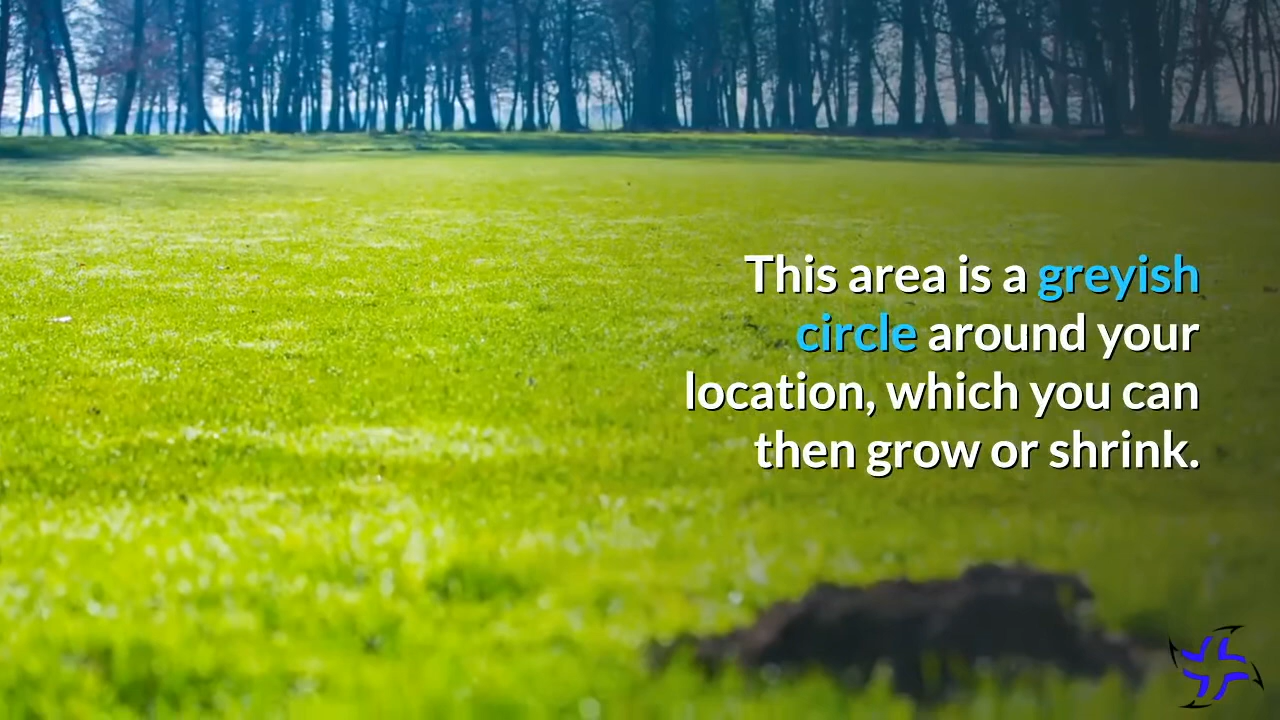 This area is a greyish
circle around your
location, which you can
then grow or shrink.